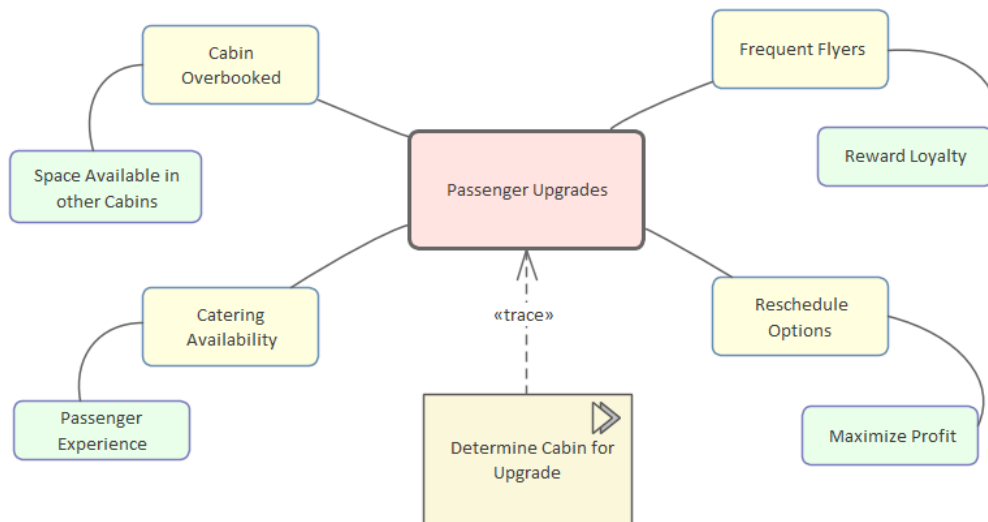 Cabin
Overbooked
Frequent Flyers
Space Available in
other Cabins
Reward Loyalty
Passenger Upgrades
Catering
Availability
Reschedule
Options
«trace»
Passenger
Experience
Maximize Profit
Determine Cabin for
Upgrade